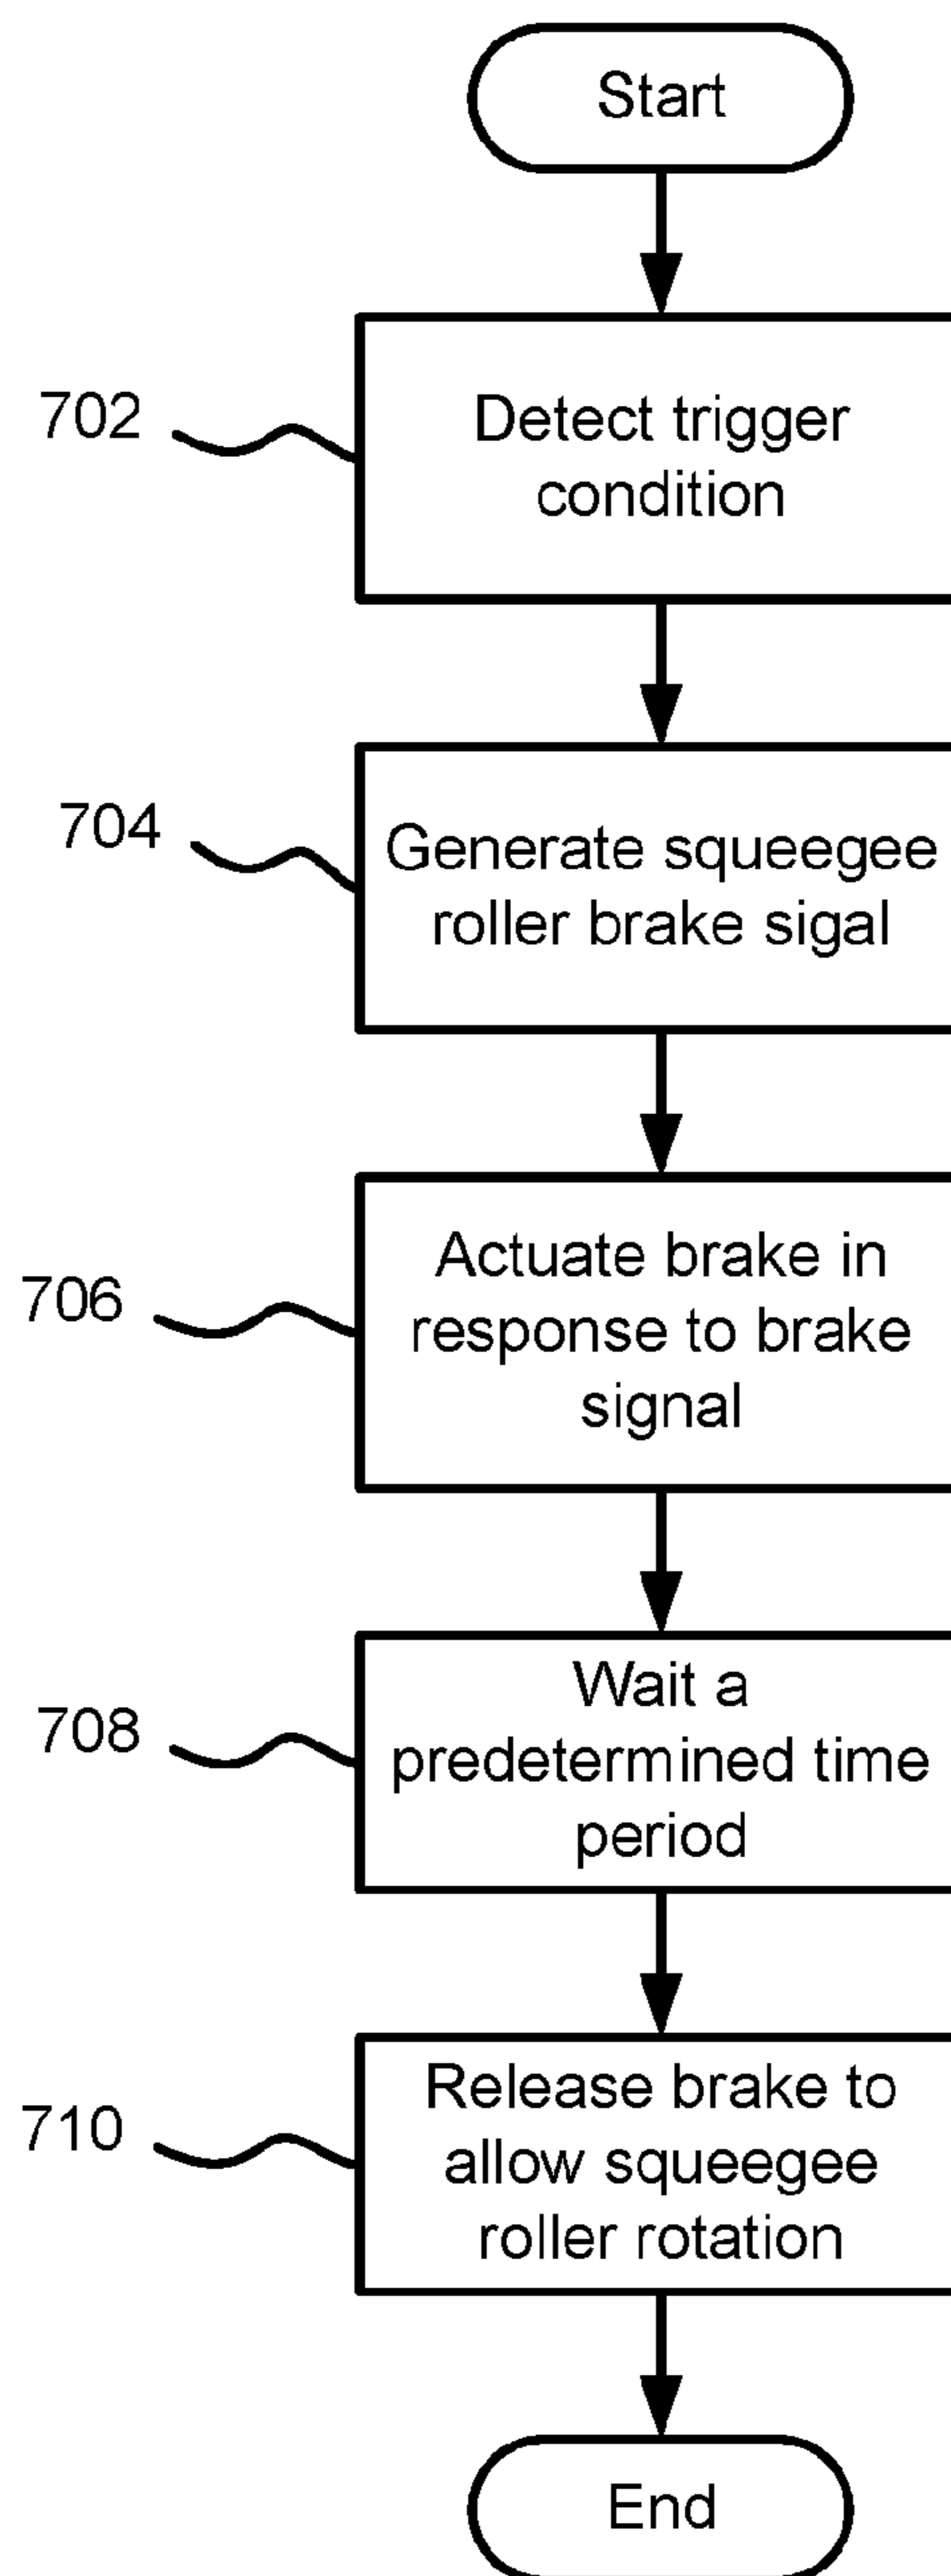 Start
702
Detect trigger
condition
704
Generate squeegee
roller brake sigal
706
Actuate brake in
response to brake
signal
708
Wait a
predetermined time
period
710
Release brake to
allow squeegee
roller rotation
End